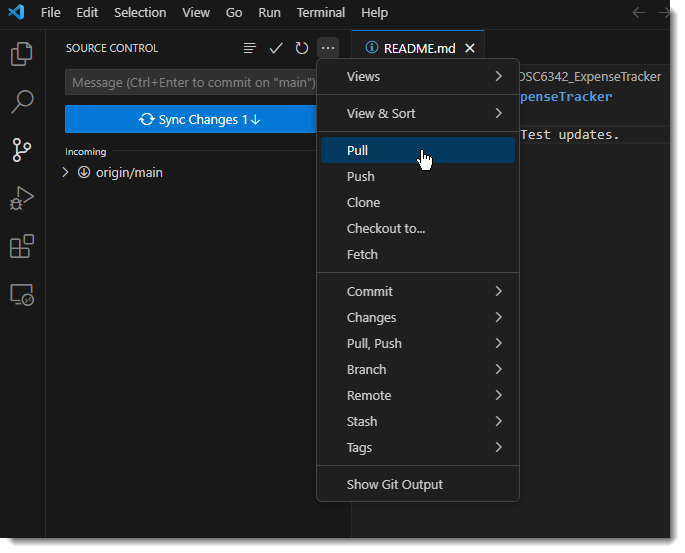 File Edit Selection View Go Run Terminal Help
SOURCE CONTROL
README.md
Message (Ctrl+Enter to commit on "main")
Sync Changes 1↓
Incoming
origin/main
Views
View & Sort
Pull
Push
Clone
Checkout to...
Fetch
Commit
Changes
Pull, Push
Branch
Remote
Stash
Tags
Show Git Output
DSC6342_ExpenseTracker
penseTracker
Test updates.